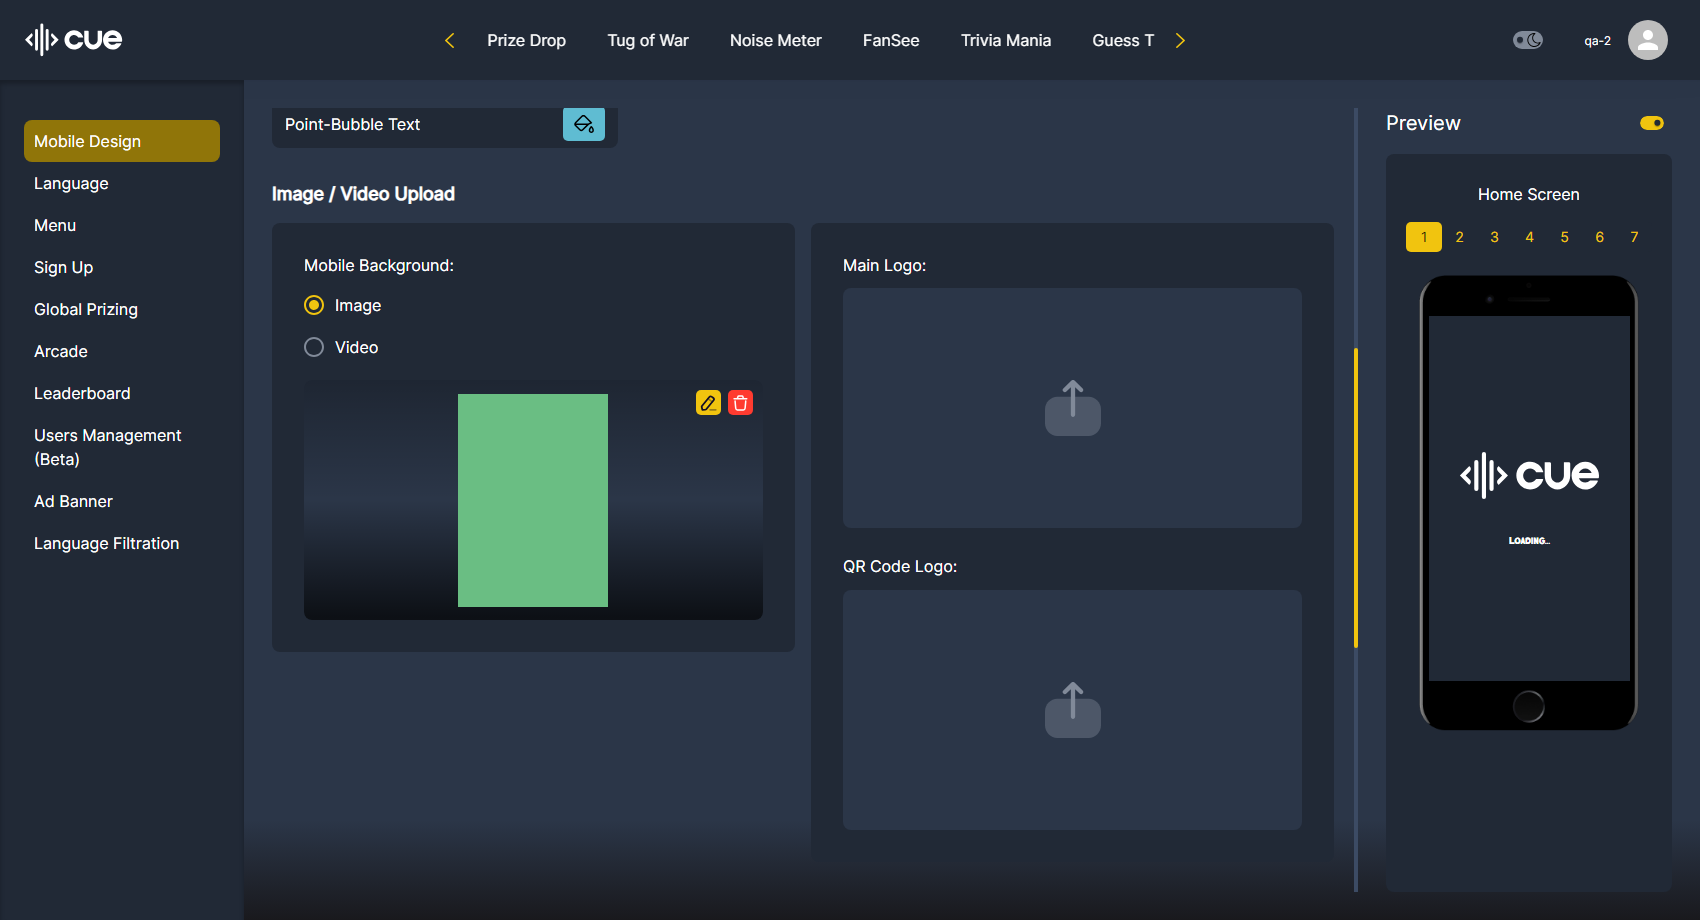 cue
Prize Drop
Tug of War
Noise Meter
FanSee
Trivia Mania
Guess T
qa-2
Mobile Design
Language
Menu
Sign Up
Global Prizing
Arcade
Leaderboard
Users Management
(Beta)
Ad Banner
Language Filtration
Point-Bubble Text
Image / Video Upload
Mobile Background:
Image
Video
Main Logo:
QR Code Logo:
Preview
Home Screen
1 2 3 4 5 6 7
cue
LOADING...